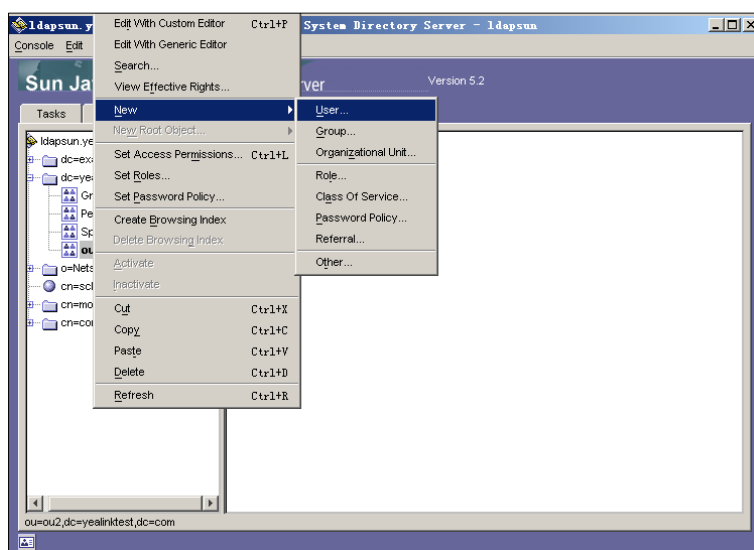 ldapsun.y
System Directory Server - ldapsun
Console Edit
Sun Ja
ver
Version 5.2
Tasks
Edit With Custom Editor Ctrl+P
Edit With Generic Editor
Search...
View Effective Rights...
New
New Root Object...
Set Access Permissions... Ctrl+L
Set Roles...
Set Password Policy...
Create Browsing Index
Delete Browsing Index
Activate
Inactivate
Cut Ctrl+X
Copy Ctrl+C
Paste Ctrl+V
Delete Ctrl+D
Refresh Ctrl+R
User...
Group...
Organizational Unit...
Role...
Class Of Service...
Password Policy...
Referral...
Other...
ldapsun.ye
dc=exa
dc=yea
Gr
Pe
Sp
ou
o=Nets
cn=sch
cn=mo
cn=con
ou=ou2,dc=yealinktest,dc=com